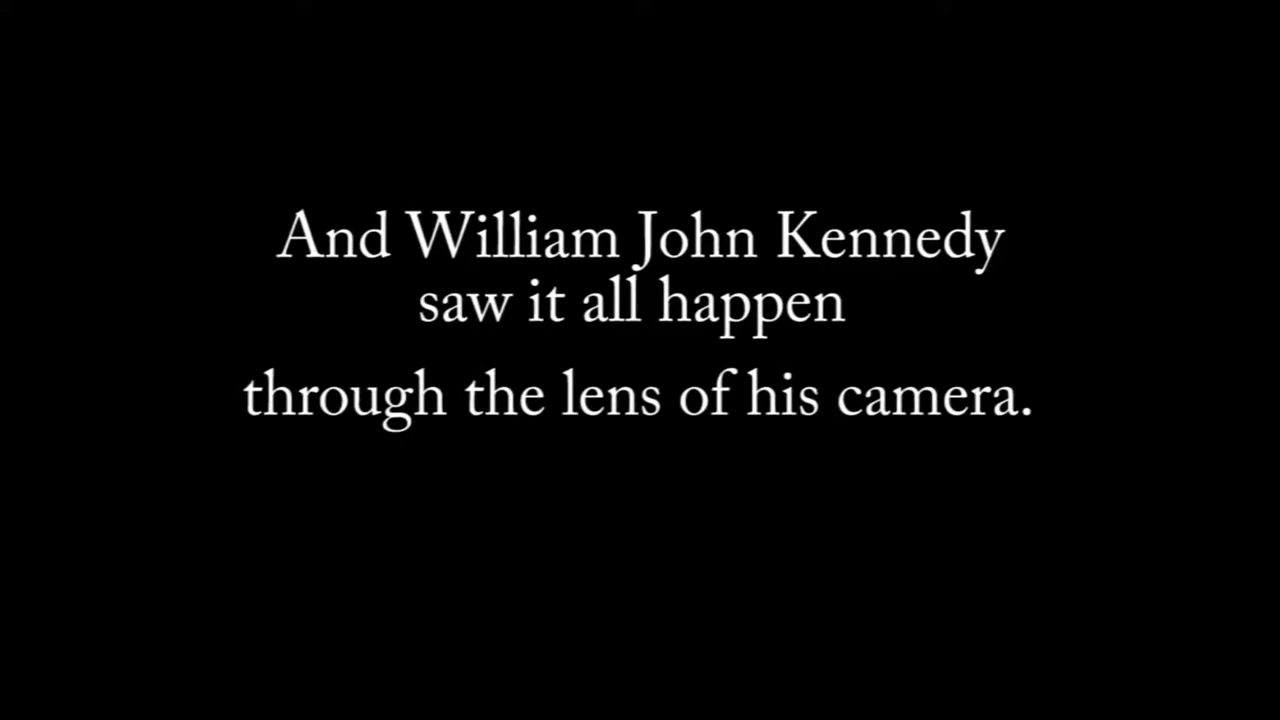 And William John Kennedy
saw it all happen
through the lens of his camera.